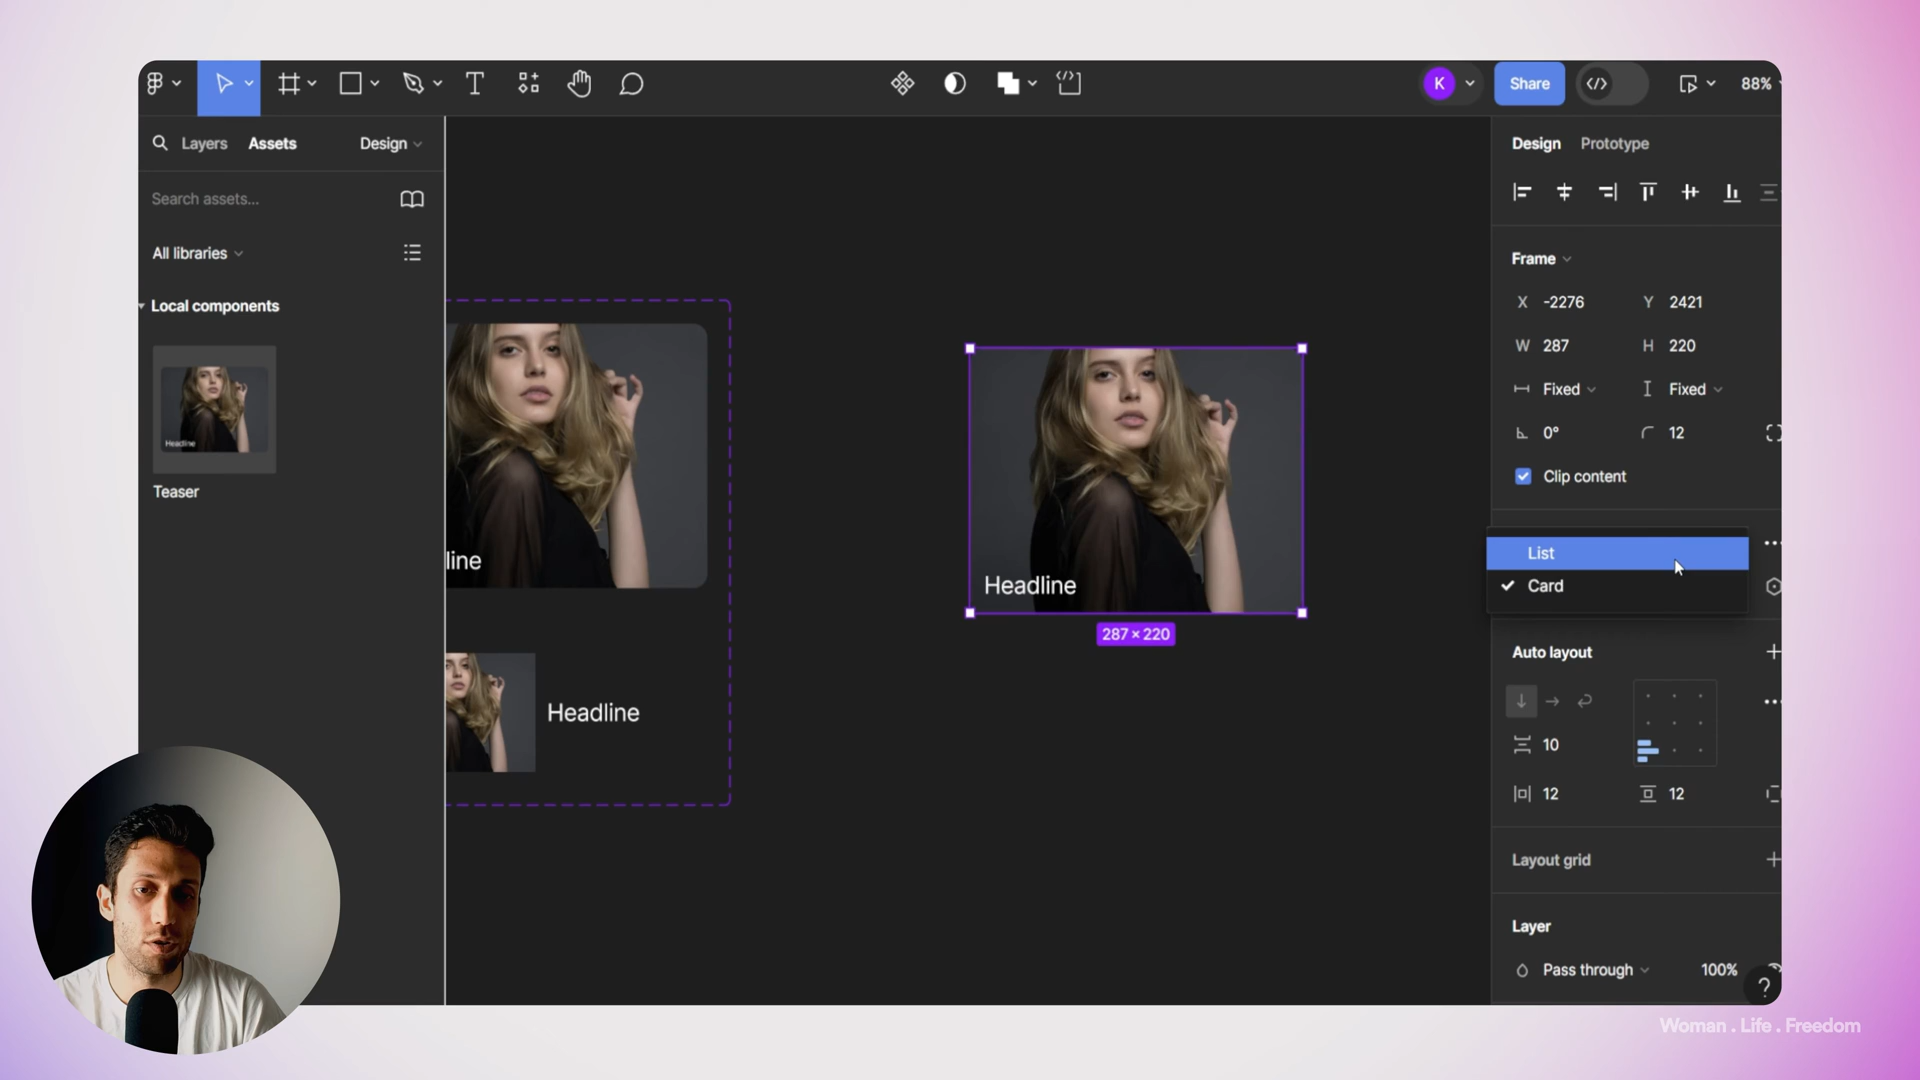 K
Share
88%
Layers
Assets
Design
Search assets...
All libraries
Local components
Headline
Teaser
line
Headline
Headline
287 × 220
Design
Prototype
Frame
X -2276
Y 2421
W 287
H 220
Fixed
Fixed
0°
12
Clip content
List
Card
Auto layout
10
12
12
Layout grid
Layer
Pass through
100%
?
Woman . Life . Freedom